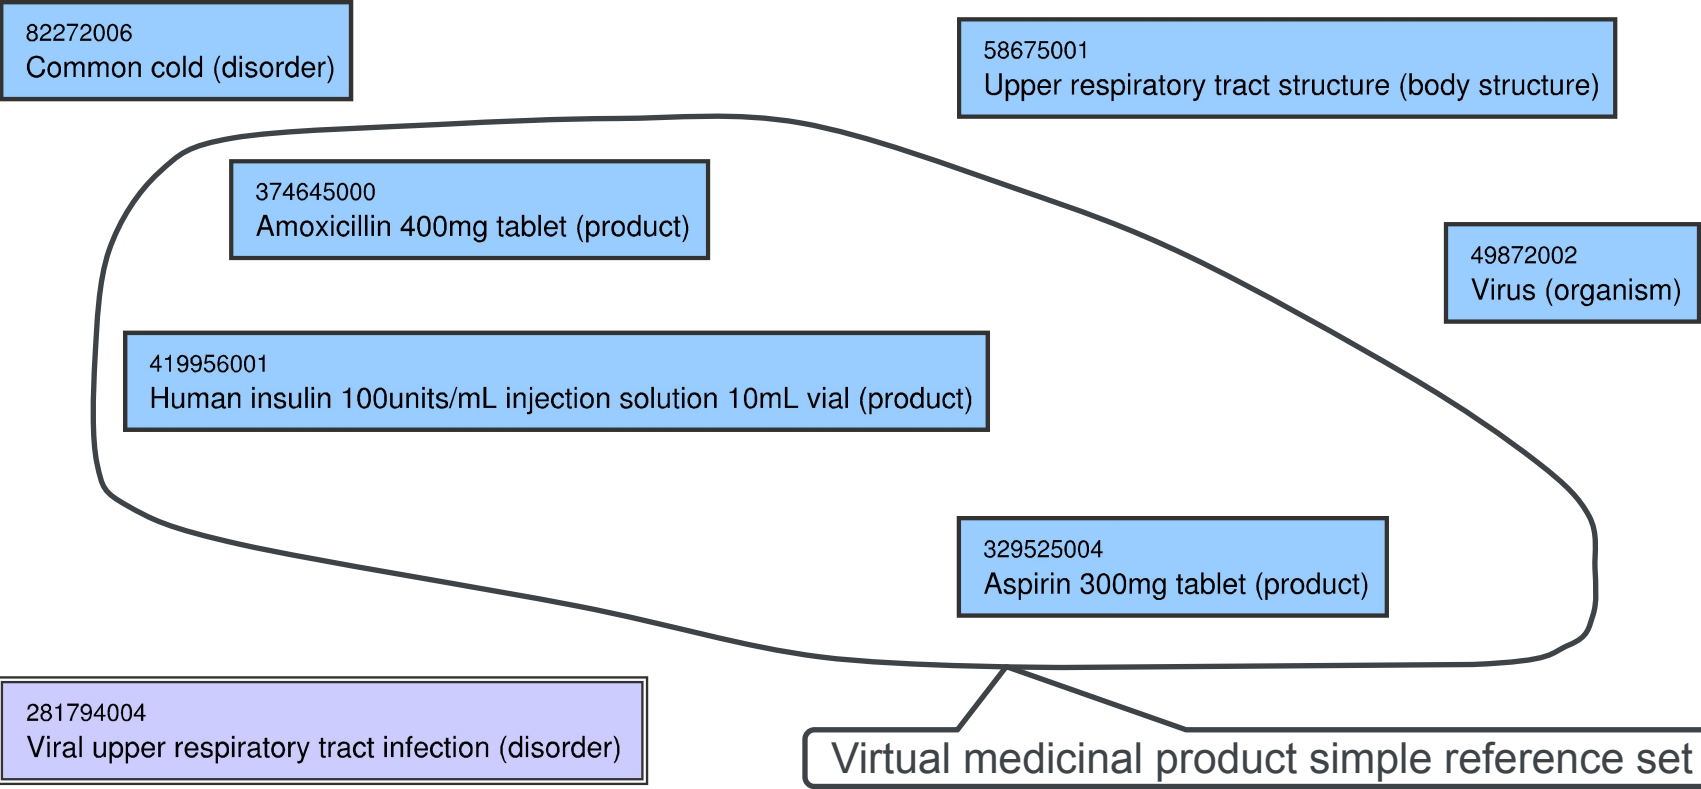 82272006
Common cold (disorder)
58675001
Upper respiratory tract structure (body structure)
374645000
Amoxicillin 400mg tablet (product)
49872002
Virus (organism)
419956001
Human insulin 100units/mL injection solution 10mL vial (product)
329525004
Aspirin 300mg tablet (product)
281794004
Viral upper respiratory tract infection (disorder)
Virtual medicinal product simple reference set